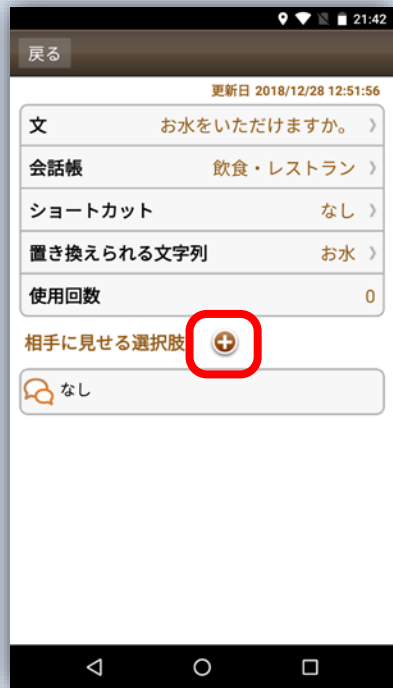 21:42
戻る
更新日 2018/12/28 12:51:56
文 お水をいただけますか。
会話帳 飲食・レストラン
ショートカット なし
置き換えられる文字列 お水
使用回数 0
相手に見せる選択肢
なし